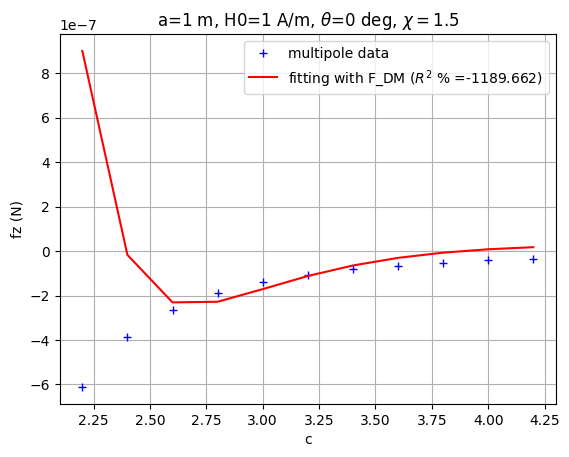 a=1 m, H0=1 A/m, θ=0 deg, χ = 1.5
1e−7
multipole data
fitting with F_DM (R² % =-1189.662)
8
6
4
2
0
−2
−4
−6
fz (N)
2.25 2.50 2.75 3.00 3.25 3.50 3.75 4.00 4.25
c